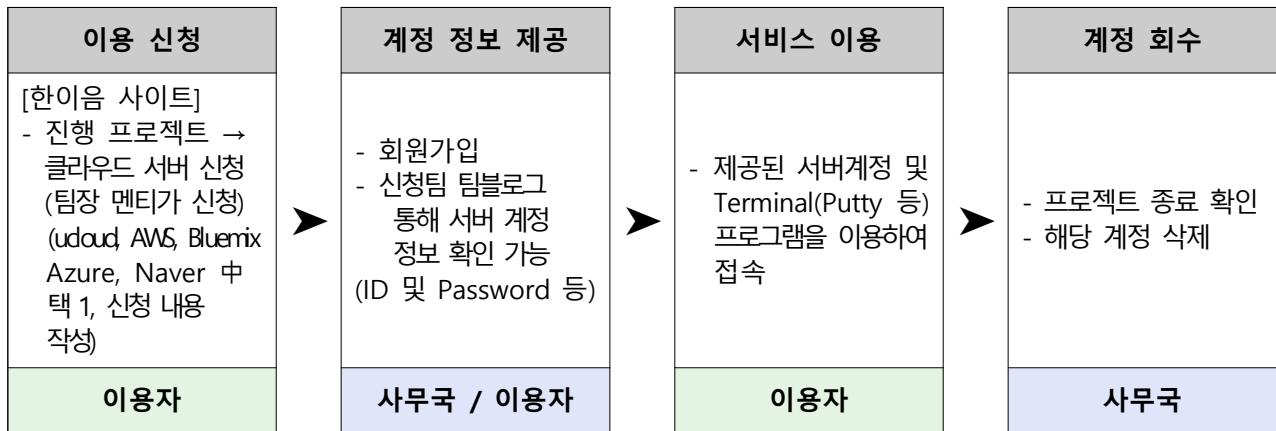 이용 신청
[한이음 사이트]
- 진행 프로젝트 →
클라우드 서버 신청
(팀장 멘티가 신청)
(ucloud, AWS, Bluemix
Azure, Naver 中
택 1, 신청 내용
작성)
이용자
➤
계정 정보 제공
- 회원가입
- 신청팀 팀블로그
통해 서버 계정
정보 확인 가능
(ID 및 Password 등)
사무국 / 이용자
➤
서비스 이용
- 제공된 서버계정 및
Terminal(Putty 등)
프로그램을 이용하여
접속
이용자
➤
계정 회수
- 프로젝트 종료 확인
- 해당 계정 삭제
사무국